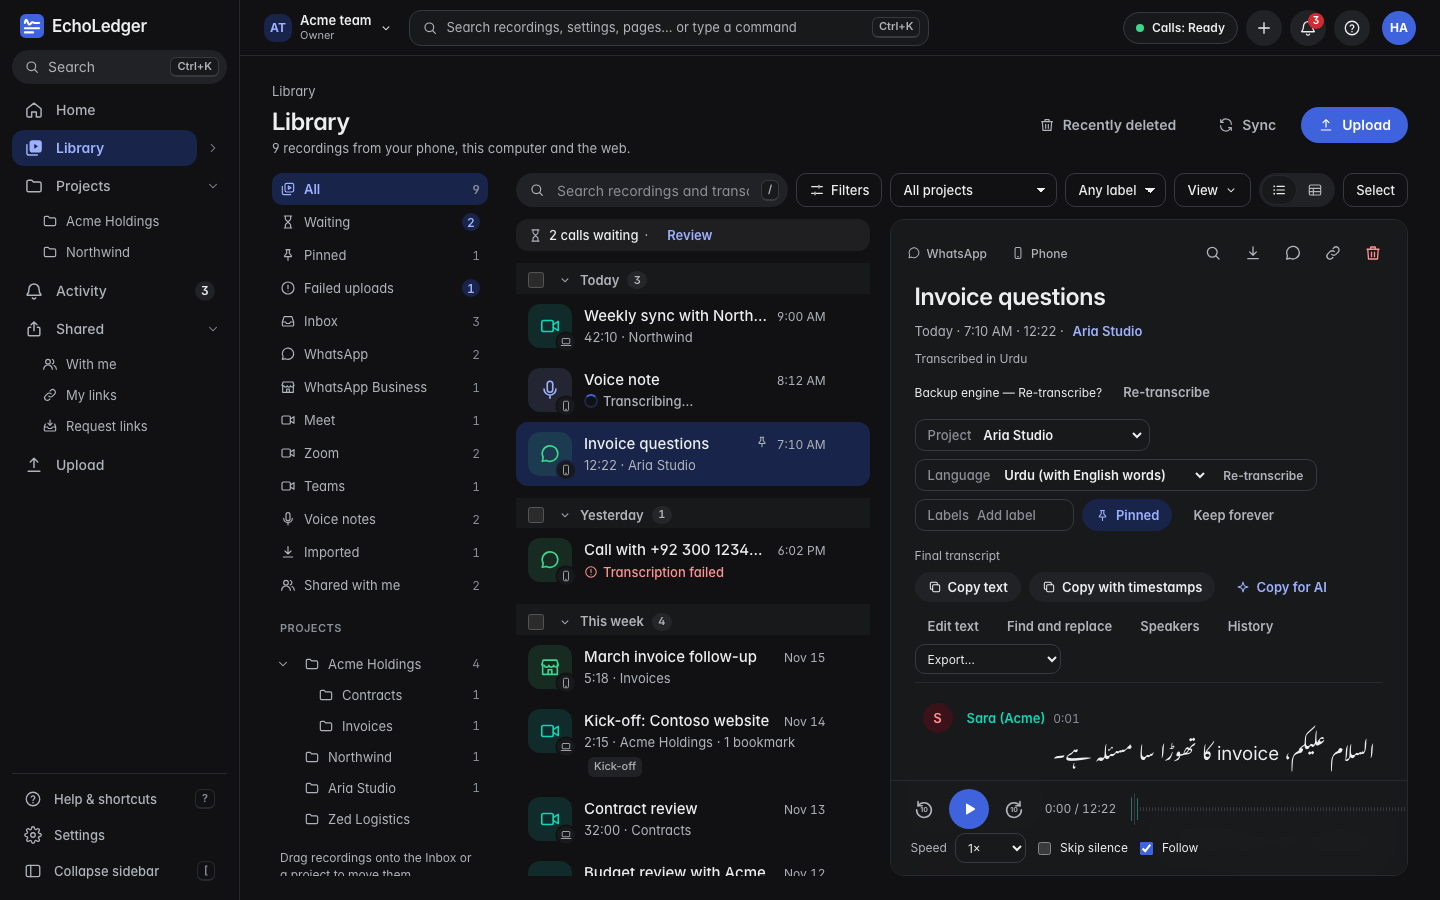 EchoLedger
Search Ctrl+K
Home
Library
Projects
Acme Holdings
Northwind
Activity 3
Shared
With me
My links
Request links
Upload
Help & shortcuts ?
Settings
Collapse sidebar [
AT Acme team
Owner
Search recordings, settings, pages... or type a command Ctrl+K
Calls: Ready
3
HA
Library
Library
9 recordings from your phone, this computer and the web.
Recently deleted
Sync
Upload
All 9
Waiting 2
Pinned 1
Failed uploads 1
Inbox 3
WhatsApp 2
WhatsApp Business 1
Meet 1
Zoom 2
Teams 1
Voice notes 2
Imported 1
Shared with me 2
PROJECTS
Acme Holdings 4
Contracts 1
Invoices 1
Northwind 1
Aria Studio 1
Zed Logistics
Drag recordings onto the Inbox or
a project to move them
Search recordings and transc /
Filters
All projects
Any label
View
Select
2 calls waiting · Review
Today 3
Weekly sync with North... 9:00 AM
42:10 · Northwind
Voice note 8:12 AM
Transcribing...
Invoice questions 7:10 AM
12:22 · Aria Studio
Yesterday 1
Call with +92 300 1234... 6:02 PM
Transcription failed
This week 4
March invoice follow-up Nov 15
5:18 · Invoices
Kick-off: Contoso website Nov 14
2:15 · Acme Holdings · 1 bookmark
Kick-off
Contract review Nov 13
32:00 · Contracts
Budget review with Acme Nov 12
WhatsApp Phone
Invoice questions
Today · 7:10 AM · 12:22 · Aria Studio
Transcribed in Urdu
Backup engine — Re-transcribe? Re-transcribe
Project Aria Studio
Language Urdu (with English words) Re-transcribe
Labels Add label Pinned Keep forever
Final transcript
Copy text Copy with timestamps Copy for AI
Edit text Find and replace Speakers History
Export...
S Sara (Acme) 0:01
السلام علیکم، invoice کا تھوڑا سا مسئلہ ہے۔
10 10 0:00 / 12:22
Speed 1× Skip silence Follow